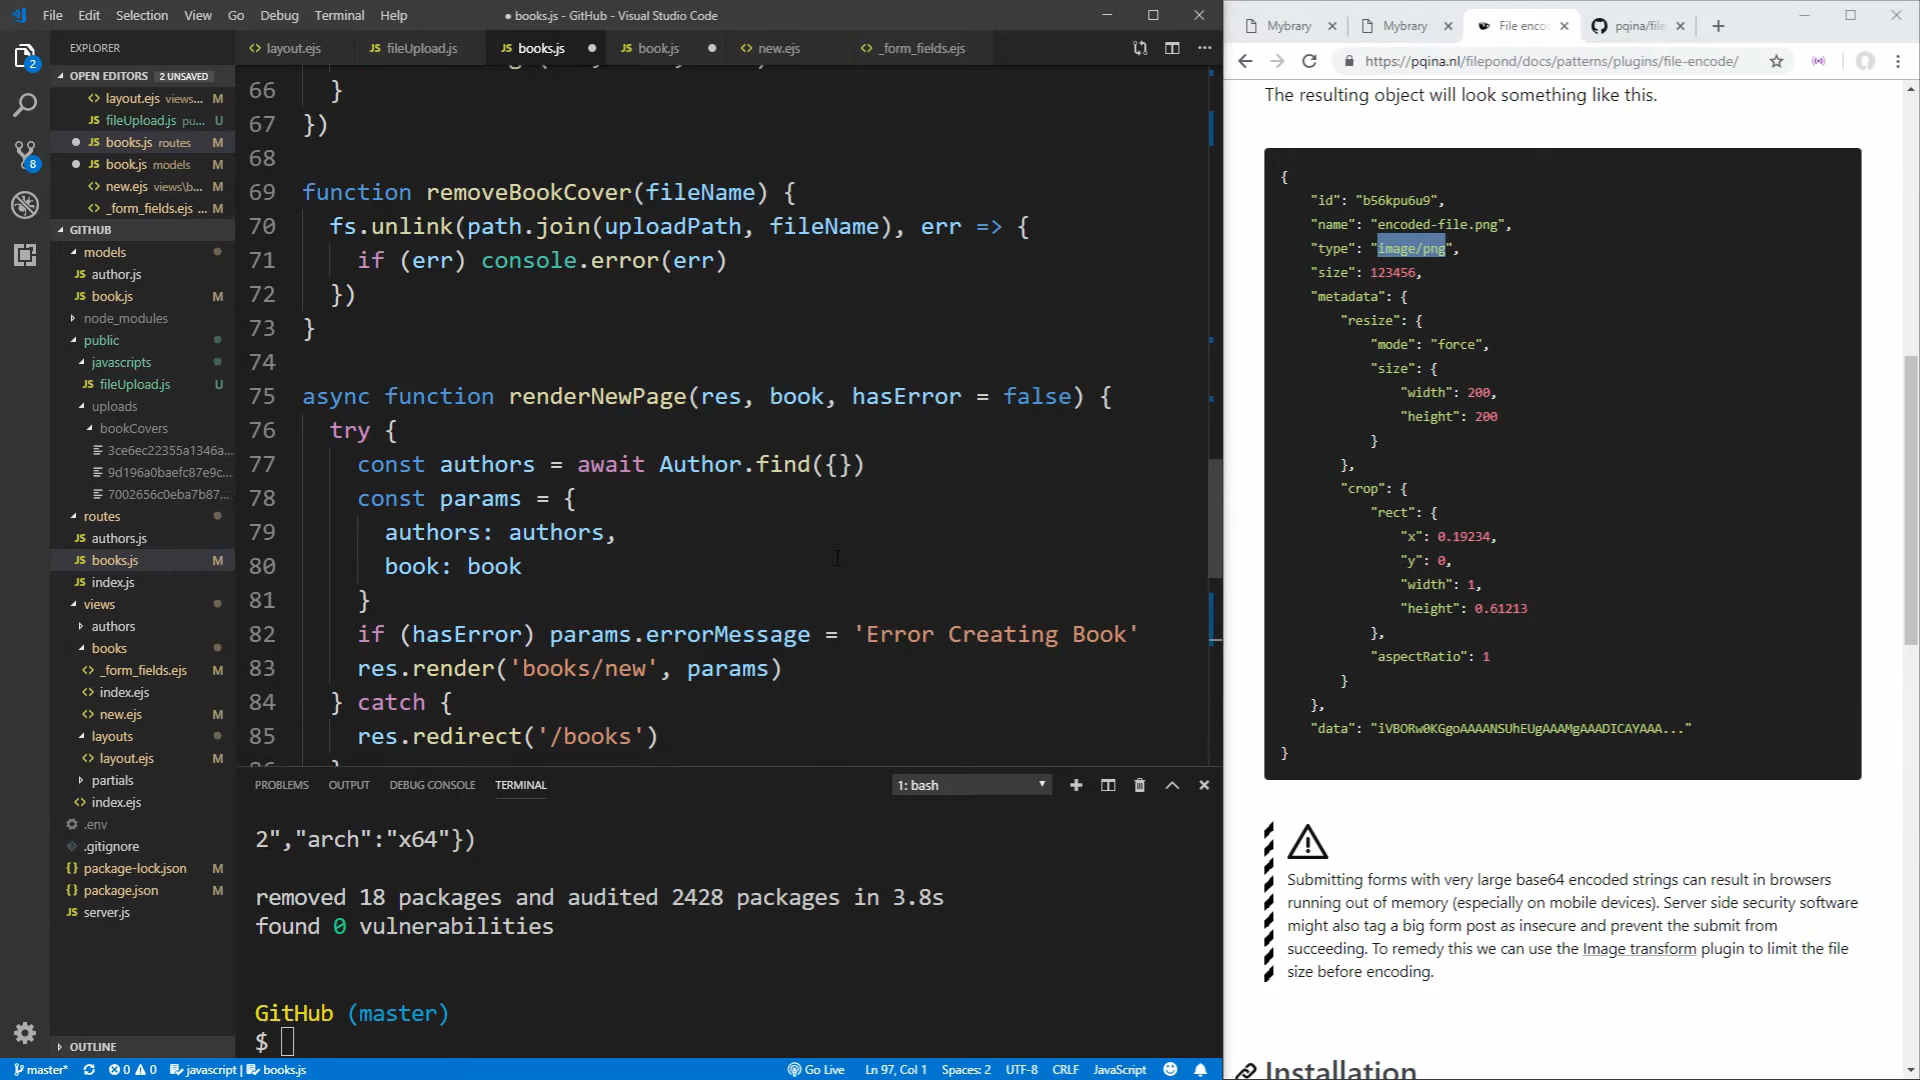 File Edit Selection View Go Debug Terminal Help
● books.js - GitHub - Visual Studio Code
EXPLORER
OPEN EDITORS 2 UNSAVED
layout.ejs views... M
fileUpload.js pu... U
books.js routes M
book.js models M
new.ejs views\b... M
_form_fields.ejs ... M
GITHUB
models
author.js
book.js M
node_modules
public
javascripts
fileUpload.js U
uploads
bookCovers
3ce6ec22355a1346a...
9d196a0baefc87e9c...
7002656c0eba7b87...
routes
authors.js
books.js M
index.js
views
authors
books
_form_fields.ejs M
index.ejs
new.ejs M
layouts
layout.ejs M
partials
index.ejs
.env
.gitignore
package-lock.json M
package.json M
server.js
OUTLINE
2
8
layout.ejs fileUpload.js books.js book.js new.ejs _form_fields.ejs
66 }
67 })
68
69 function removeBookCover(fileName) {
70 fs.unlink(path.join(uploadPath, fileName), err => {
71 if (err) console.error(err)
72 })
73 }
74
75 async function renderNewPage(res, book, hasError = false) {
76 try {
77 const authors = await Author.find({})
78 const params = {
79 authors: authors,
80 book: book
81 }
82 if (hasError) params.errorMessage = 'Error Creating Book'
83 res.render('books/new', params)
84 } catch {
85 res.redirect('/books')
PROBLEMS OUTPUT DEBUG CONSOLE TERMINAL 1: bash
2","arch":"x64"})
removed 18 packages and audited 2428 packages in 3.8s
found 0 vulnerabilities
GitHub (master)
$
master* 0 0 javascript | books.js Go Live Ln 97, Col 1 Spaces: 2 UTF-8 CRLF JavaScript
Mybrary Mybrary File enco pqina/file
https://pqina.nl/filepond/docs/patterns/plugins/file-encode/
The resulting object will look something like this.
{
"id": "b56kpu6u9",
"name": "encoded-file.png",
"type": "image/png",
"size": 123456,
"metadata": {
"resize": {
"mode": "force",
"size": {
"width": 200,
"height": 200
}
},
"crop": {
"rect": {
"x": 0.19234,
"y": 0,
"width": 1,
"height": 0.61213
},
"aspectRatio": 1
}
},
"data": "iVBORw0KGgoAAAANSUhEUgAAAMgAAADICAYAAA..."
}
Submitting forms with very large base64 encoded strings can result in browsers
running out of memory (especially on mobile devices). Server side security software
might also tag a big form post as insecure and prevent the submit from
succeeding. To remedy this we can use the Image transform plugin to limit the file
size before encoding.
Installation